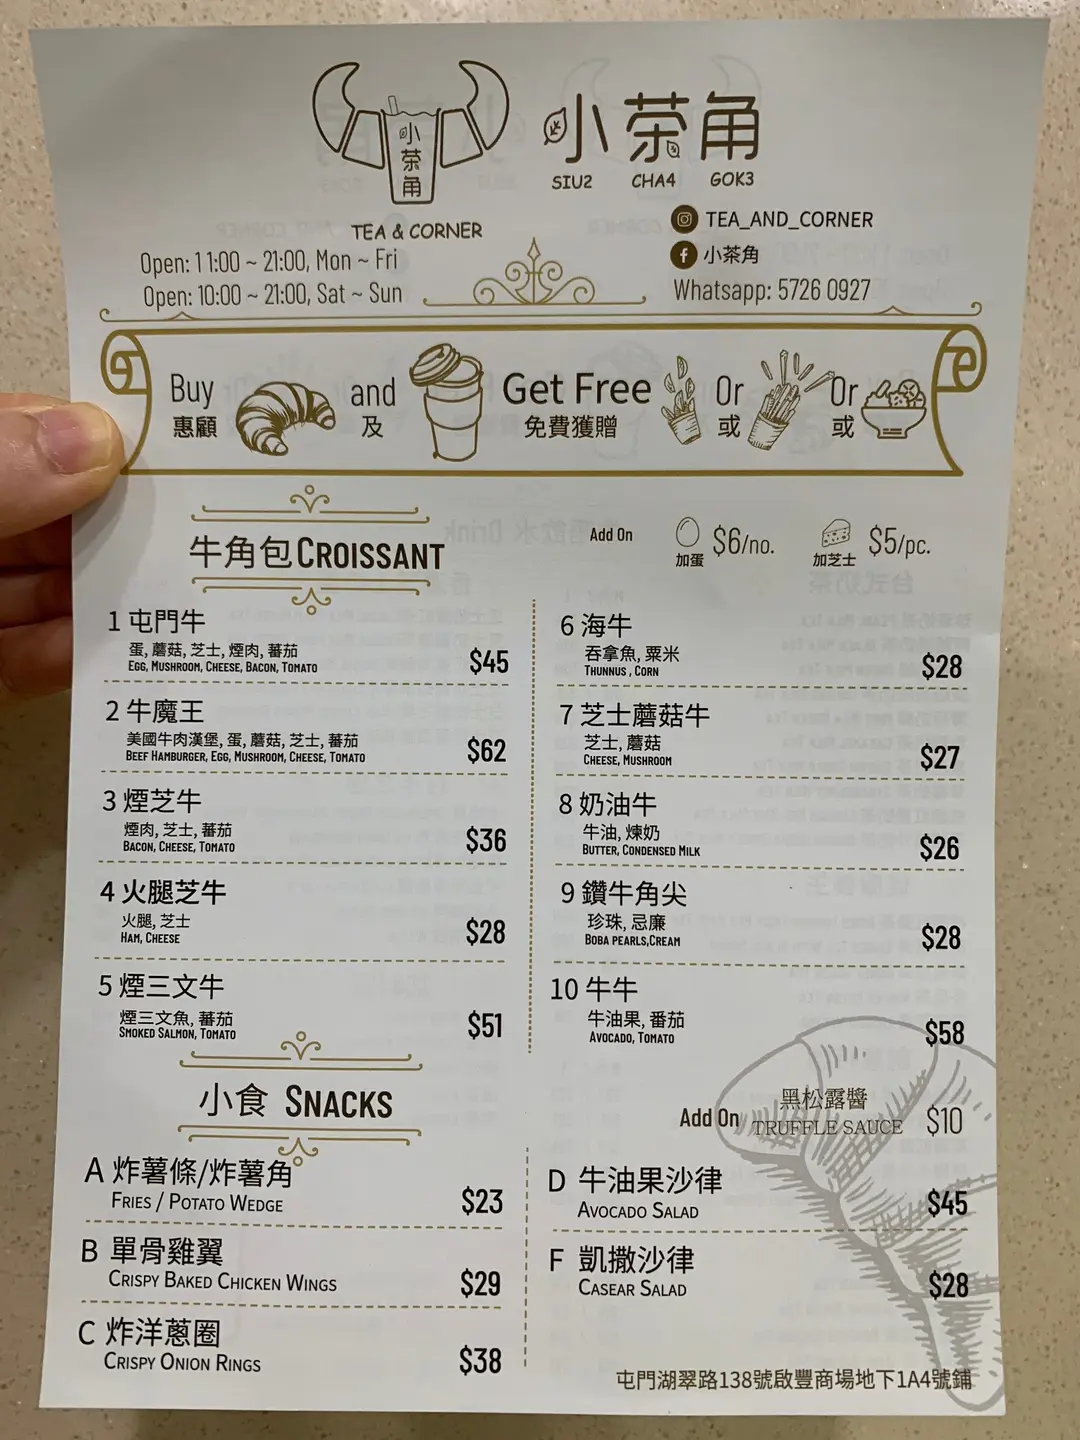 小茶角
小茶角
SIU2 CHA4 GOK3
TEA & CORNER
TEA_AND_CORNER
小茶角
Whatsapp: 5726 0927
Open: 11:00 ~ 21:00, Mon ~ Fri
Open: 10:00 ~ 21:00, Sat ~ Sun
Buy and Get Free Or Or
惠顧 及 免費獲贈 或 或
牛角包 CROISSANT
Add On 加蛋 $6/no. 加芝士 $5/pc.
1 屯門牛
蛋, 蘑菇, 芝士, 煙肉, 蕃茄
EGG, MUSHROOM, CHEESE, BACON, TOMATO $45
2 牛魔王
美國牛肉漢堡, 蛋, 蘑菇, 芝士, 蕃茄
BEEF HAMBURGER, EGG, MUSHROOM, CHEESE, TOMATO $62
3 煙芝牛
煙肉, 芝士, 蕃茄
BACON, CHEESE, TOMATO $36
4 火腿芝牛
火腿, 芝士
HAM, CHEESE $28
5 煙三文牛
煙三文魚, 蕃茄
SMOKED SALMON, TOMATO $51
6 海牛
吞拿魚, 粟米
THUNNUS , CORN $28
7 芝士蘑菇牛
芝士, 蘑菇
CHEESE, MUSHROOM $27
8 奶油牛
牛油, 煉奶
BUTTER, CONDENSED MILK $26
9 鑽牛角尖
珍珠, 忌廉
BOBA PEARLS,CREAM $28
10 牛牛
牛油果, 番茄
AVOCADO, TOMATO $58
小食 SNACKS
Add On 黑松露醬 TRUFFLE SAUCE $10
A 炸薯條/炸薯角
FRIES / POTATO WEDGE $23
B 單骨雞翼
CRISPY BAKED CHICKEN WINGS $29
C 炸洋蔥圈
CRISPY ONION RINGS $38
D 牛油果沙律
AVOCADO SALAD $45
F 凱撒沙律
CASEAR SALAD $28
屯門湖翠路138號啟豐商場地下1A4號鋪